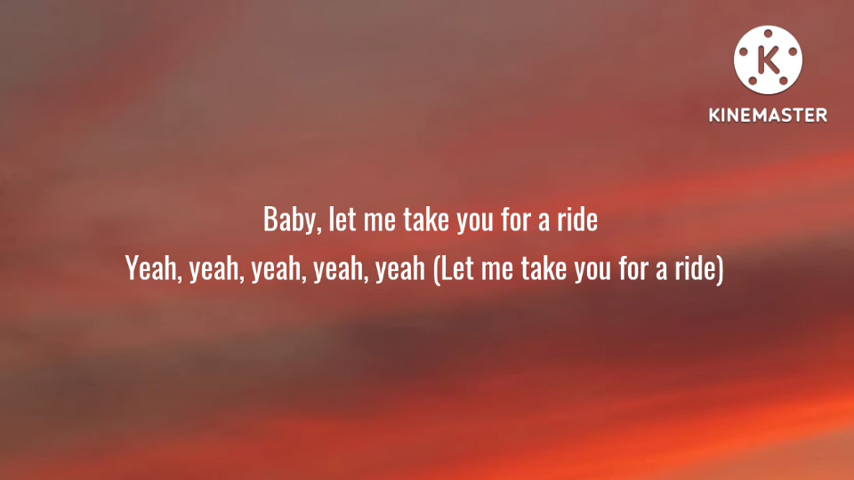 KINEMASTER
Baby, let me take you for a ride
Yeah, yeah, yeah, yeah, yeah (Let me take you for a ride)